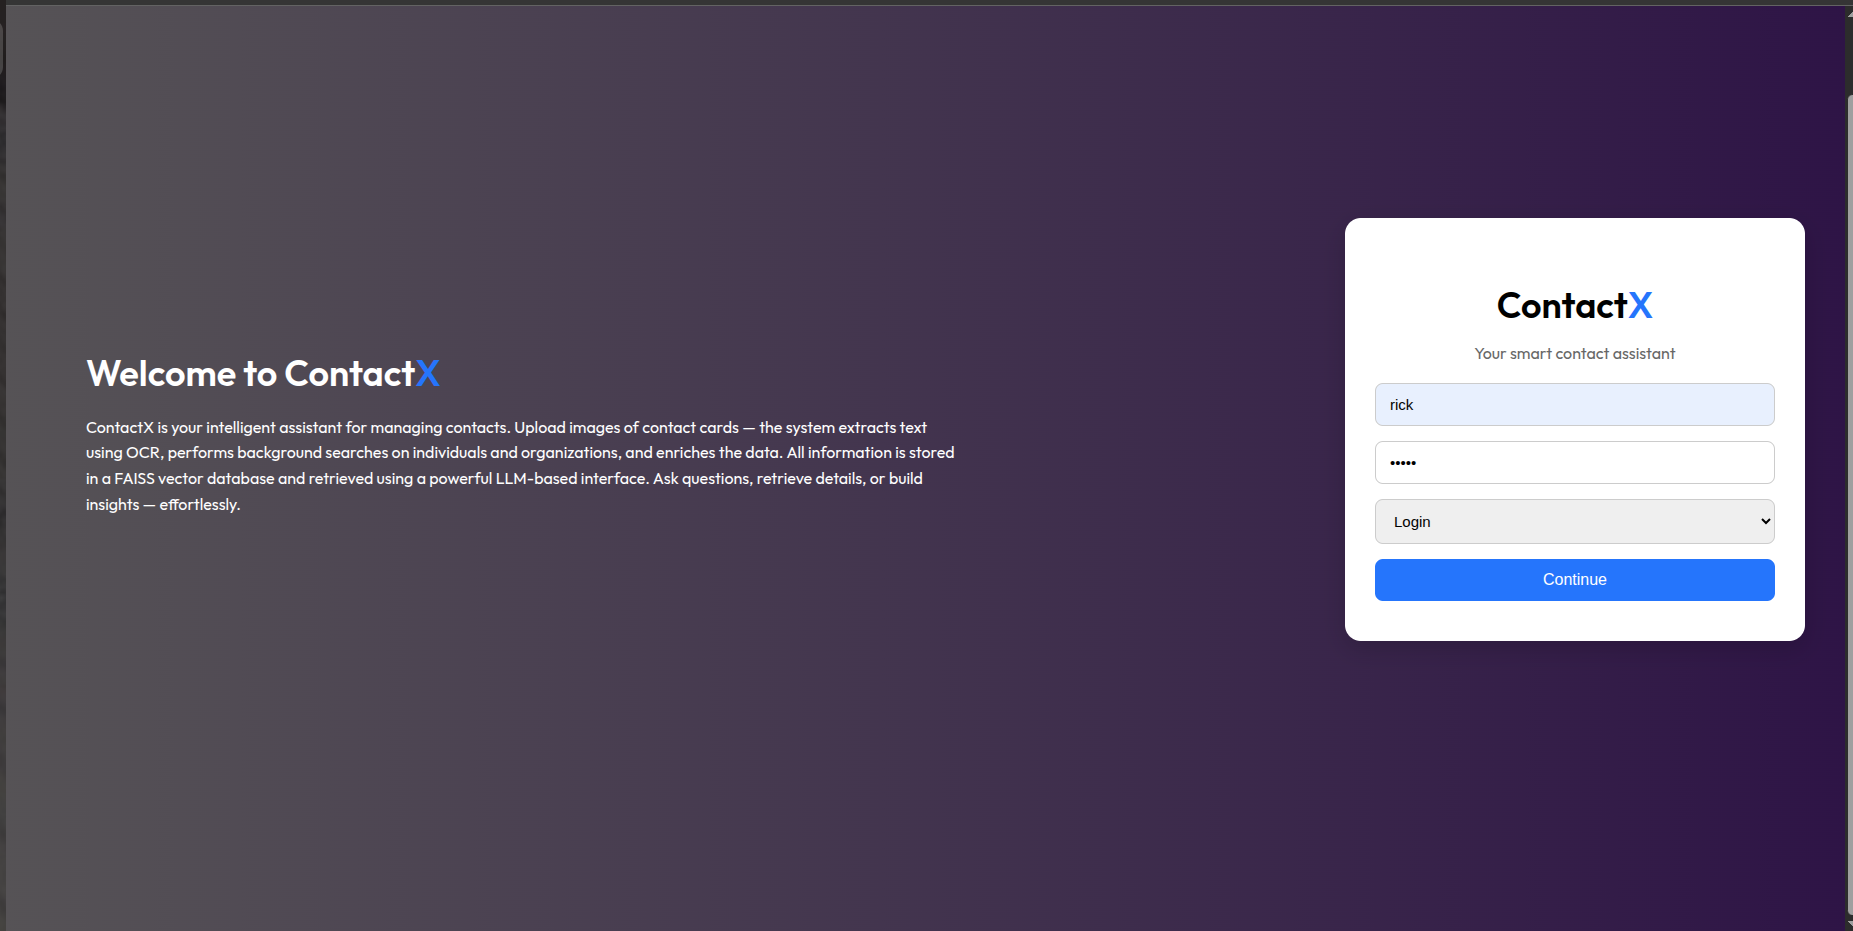 Welcome to ContactX
ContactX is your intelligent assistant for managing contacts. Upload images of contact cards — the system extracts text
using OCR, performs background searches on individuals and organizations, and enriches the data. All information is stored
in a FAISS vector database and retrieved using a powerful LLM-based interface. Ask questions, retrieve details, or build
insights — effortlessly.
ContactX
Your smart contact assistant
rick
•••••
Login
Continue